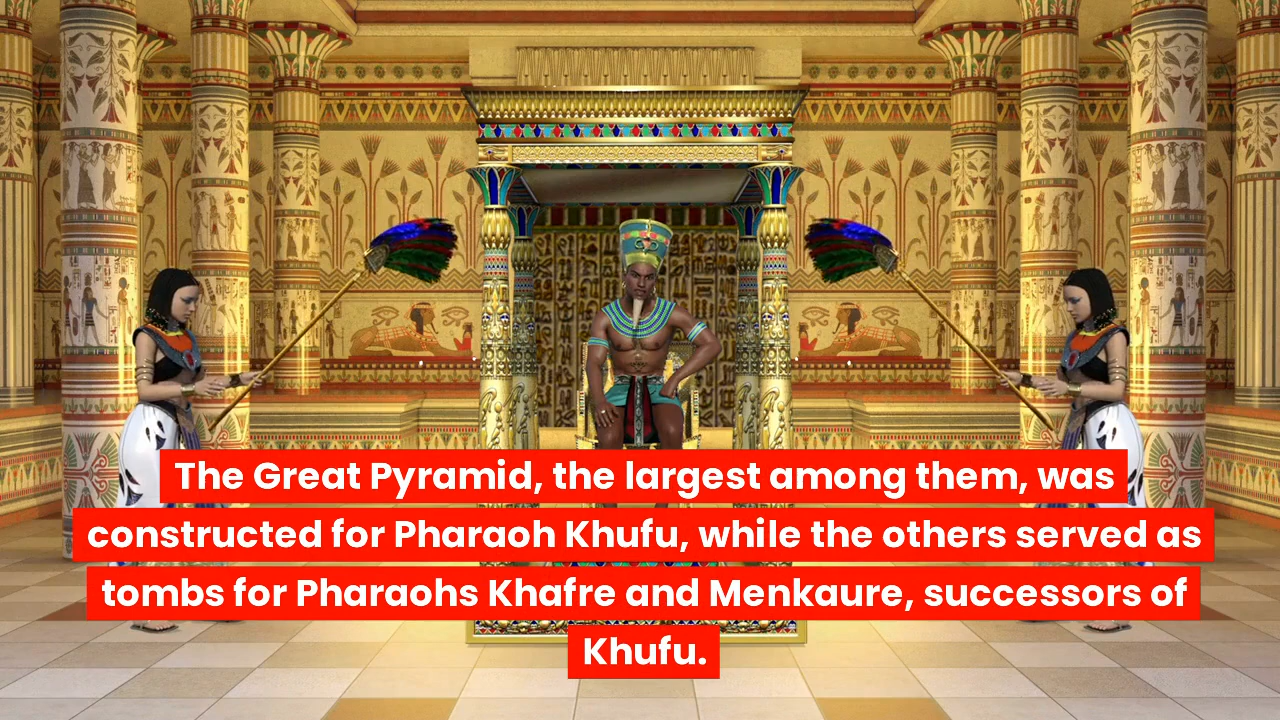 The Great Pyramid, the largest among them, was
constructed for Pharaoh Khufu, while the others served as
tombs for Pharaohs Khafre and Menkaure, successors of
Khufu.